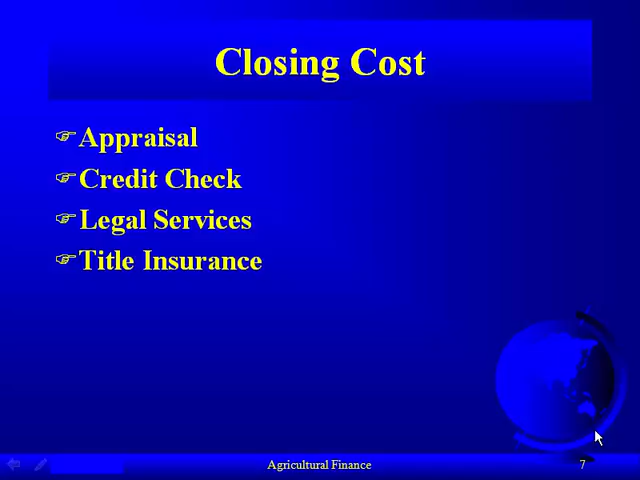 Closing Cost
☞Appraisal
☞Credit Check
☞Legal Services
☞Title Insurance
Agricultural Finance
7